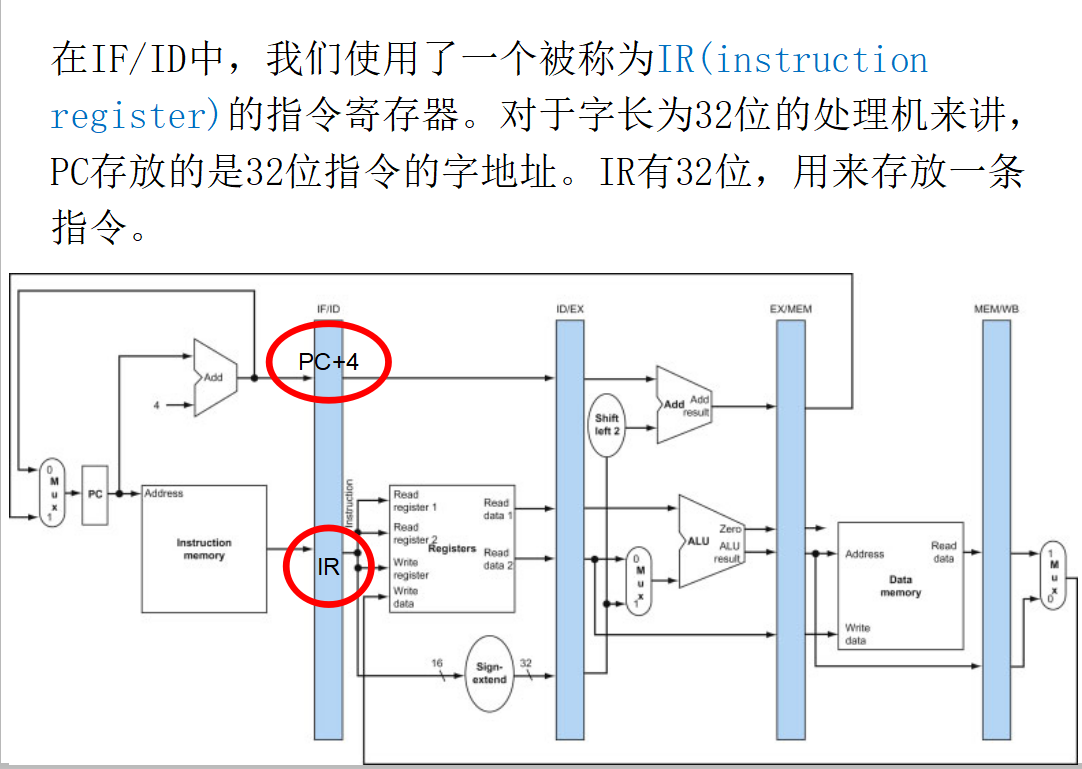 在IF/ID中，我们使用了一个被称为IR(instruction
register)的指令寄存器。对于字长为32位的处理机来讲，
PC存放的是32位指令的字地址。IR有32位，用来存放一条
指令。
IF/ID
ID/EX
EX/MEM
MEM/WB
PC+4
Add
4
Add Add
result
Shift
left 2
0
M
u
x
1
PC
Address
Instruction
memory
IR
Instruction
Read
register 1
Read
register 2
Registers
Write
register
Write
data
Read
data 1
Read
data 2
0
M
u
x
1
Zero
ALU
ALU
result
Address
Read
data
Data
memory
Write
data
1
M
u
x
0
16
Sign-
extend
32